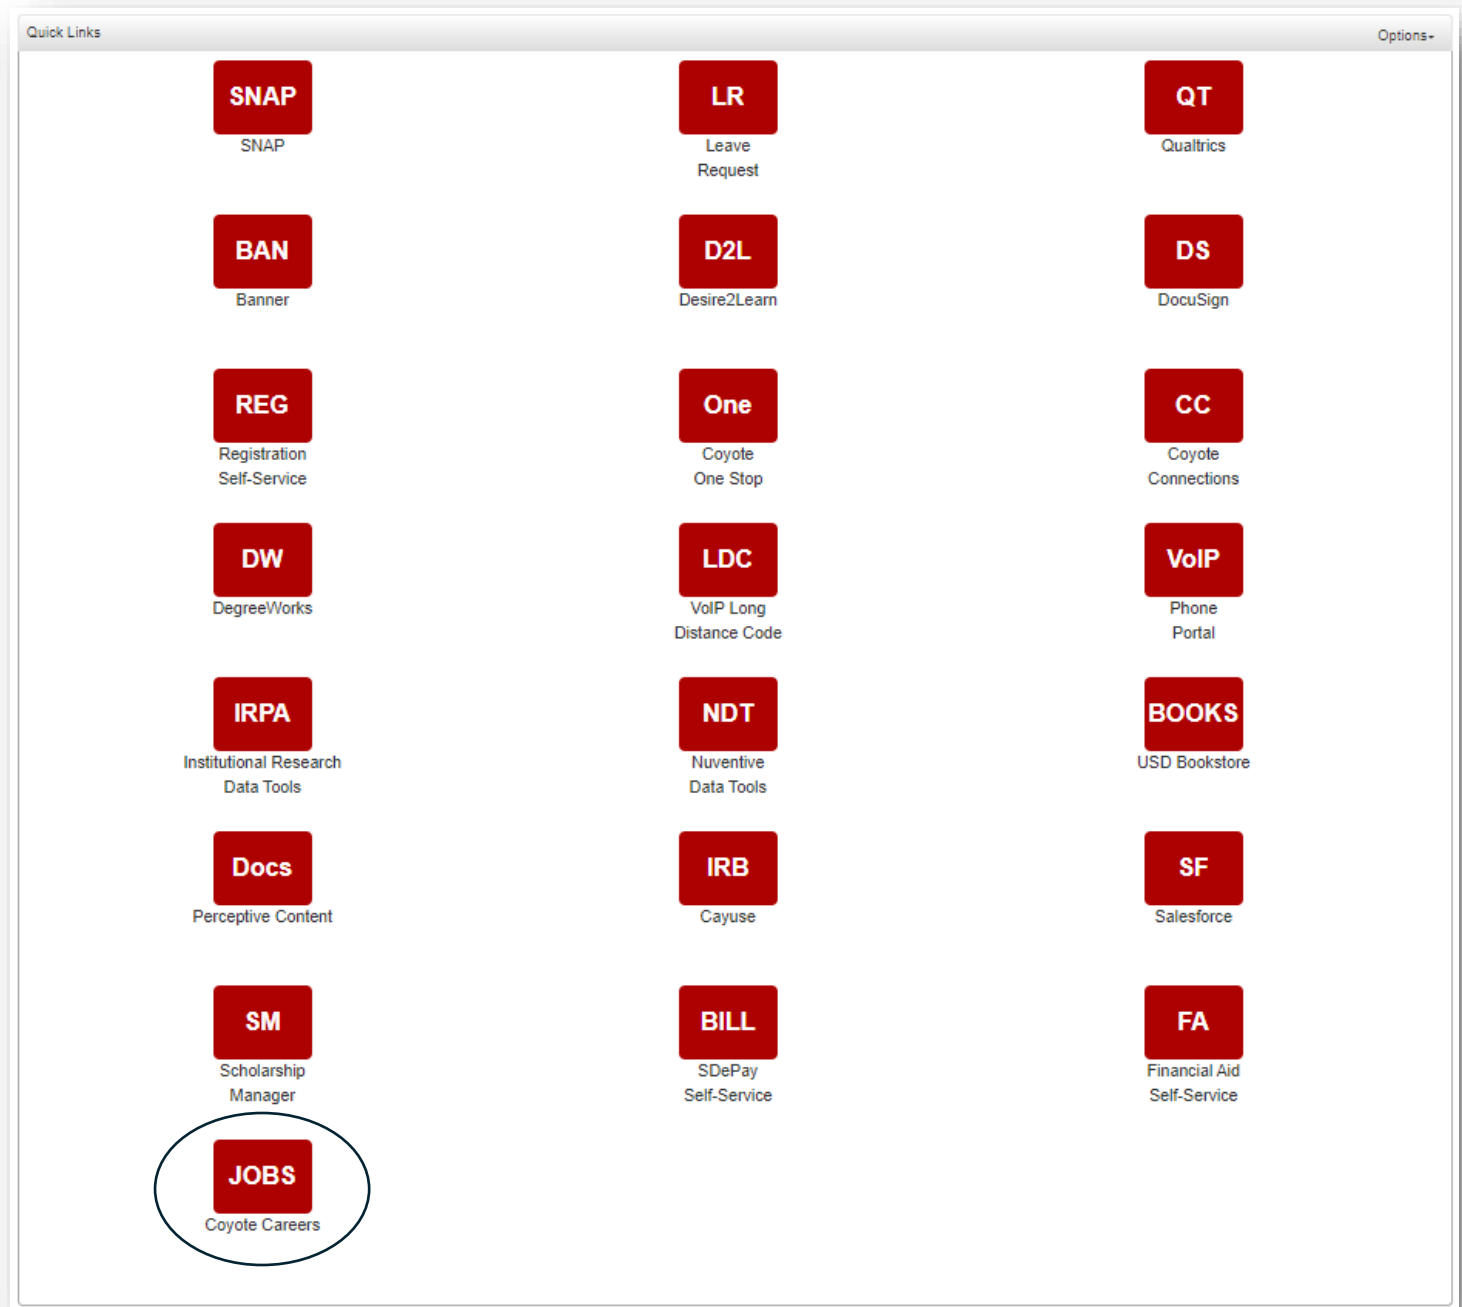 Quick Links
Options
SNAP
LR
QT
SNAP
Leave
Request
Qualtrics
BAN
D2L
DS
Banner
Desire2Learn
DocuSign
REG
One
CC
Registration
Self-Service
Coyote
One Stop
Coyote
Connections
DW
LDC
VoIP
DegreeWorks
VoIP Long
Distance Code
Phone
Portal
IRPA
NDT
BOOKS
Institutional Research
Data Tools
Nuventive
Data Tools
USD Bookstore
Docs
IRB
SF
Perceptive Content
Cayuse
Salesforce
SM
BILL
FA
Scholarship
Manager
SDePay
Self-Service
Financial Aid
Self-Service
JOBS
Coyote Careers